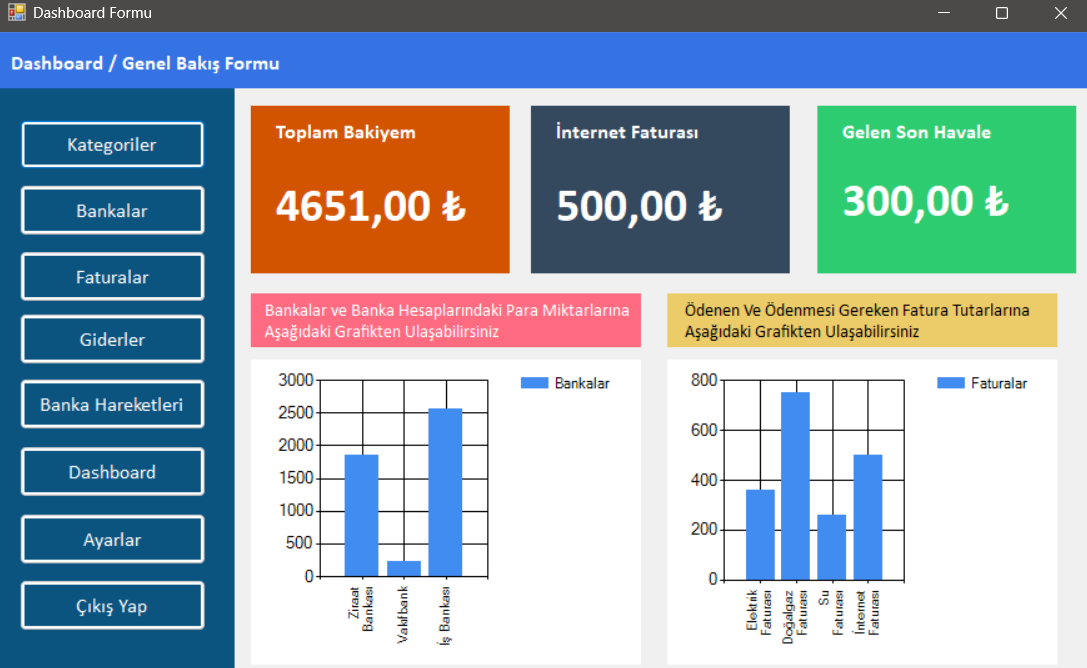 Dashboard Formu
Dashboard / Genel Bakış Formu
Kategoriler
Bankalar
Faturalar
Giderler
Banka Hareketleri
Dashboard
Ayarlar
Çıkış Yap
Toplam Bakiyem
4651,00 ₺
İnternet Faturası
500,00 ₺
Gelen Son Havale
300,00 ₺
Bankalar ve Banka Hesaplarındaki Para Miktarlarına
Aşağıdaki Grafikten Ulaşabilirsiniz
3000
2500
2000
1500
1000
500
0
Ziraat
Bankası
Vakıfbank
İş Bankası
Bankalar
Ödenen Ve Ödenmesi Gereken Fatura Tutarlarına
Aşağıdaki Grafikten Ulaşabilirsiniz
800
600
400
200
0
Elektrik
Faturası
Doğalgaz
Faturası
Su
Faturası
İnternet
Faturası
Faturalar